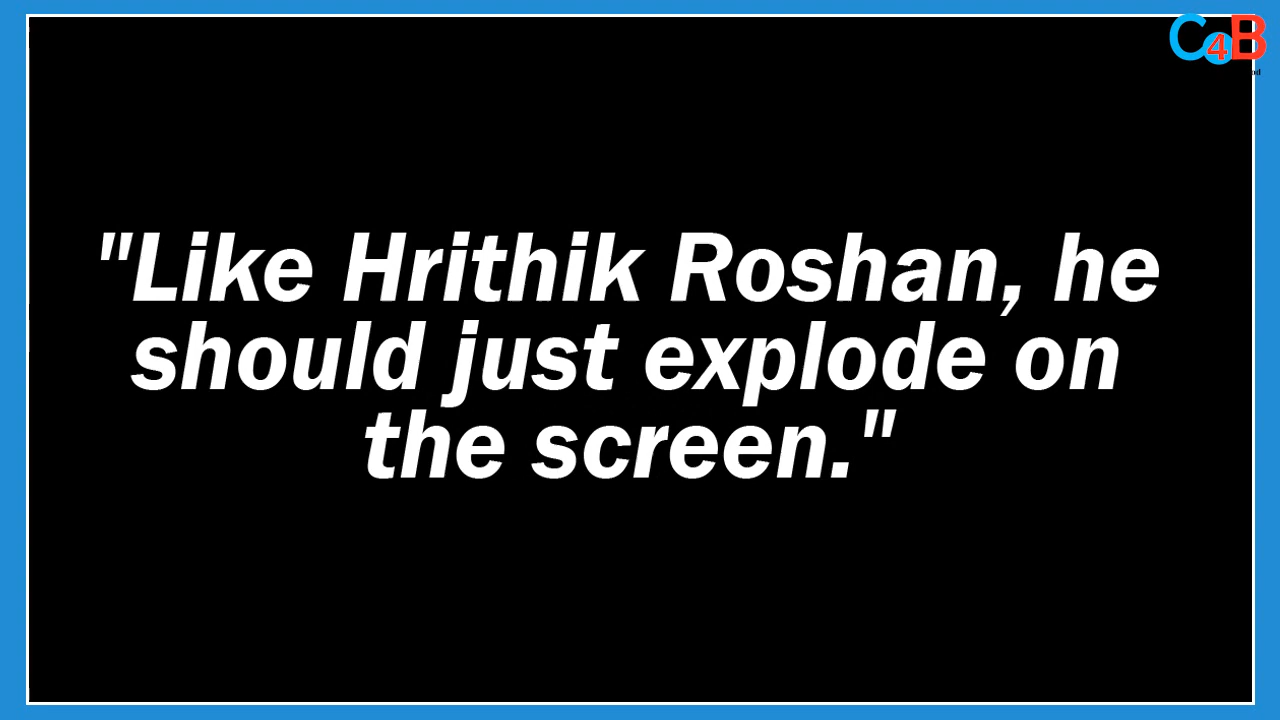 C4B
"Like Hrithik Roshan, he
should just explode on
the screen."